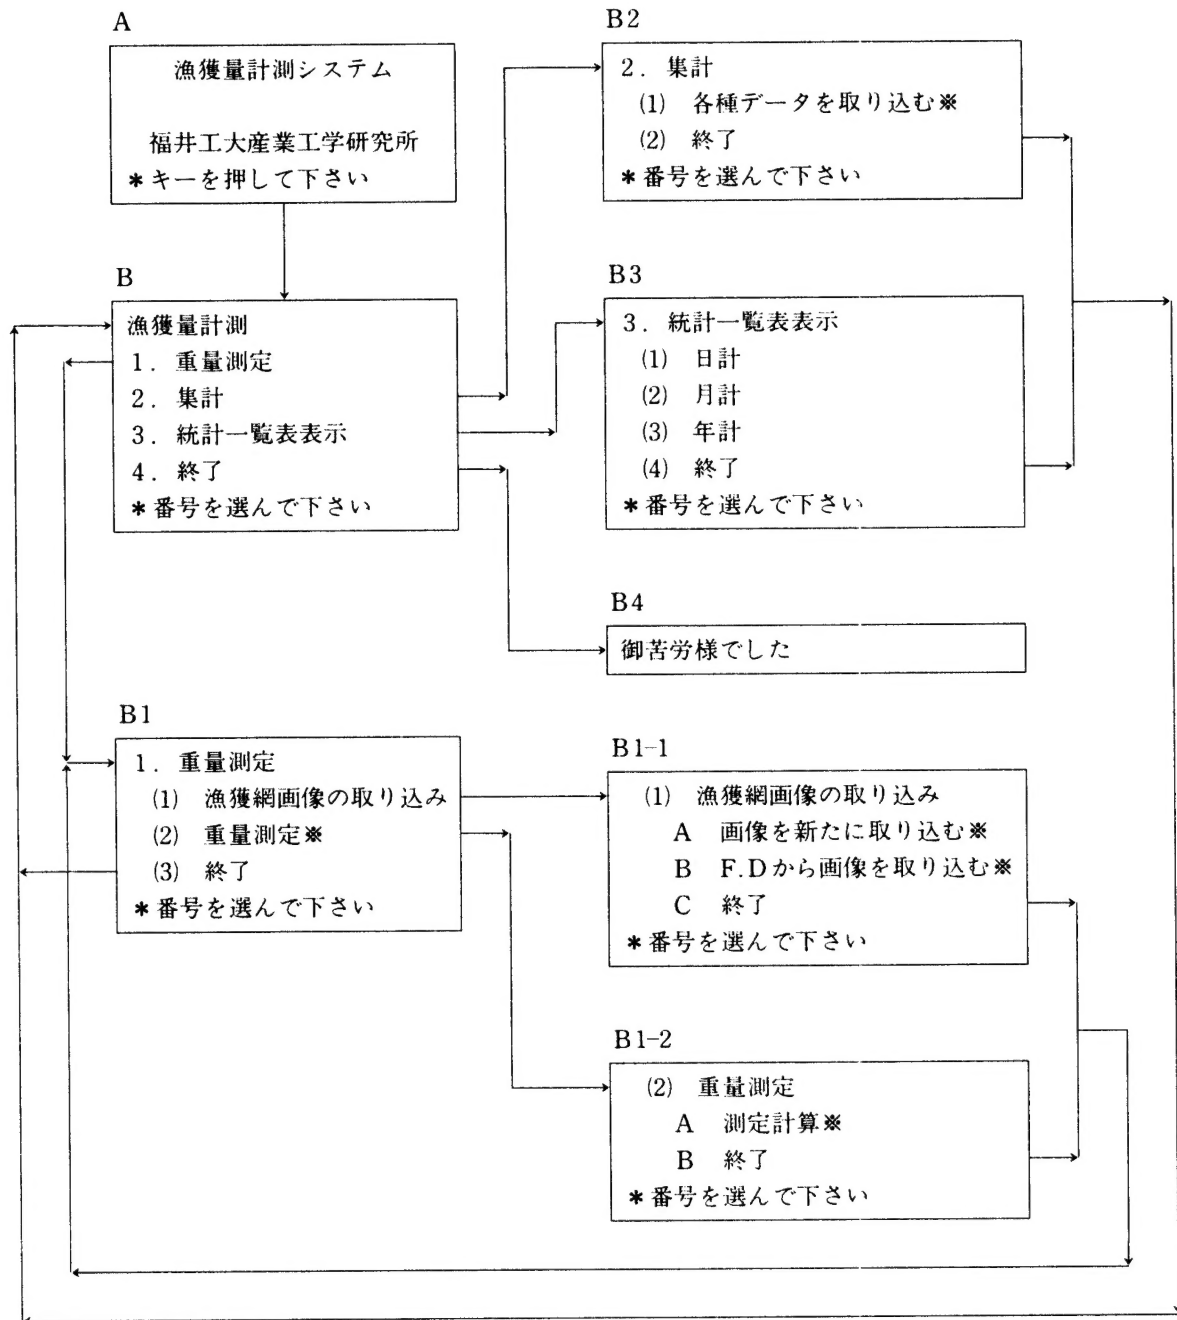 A
漁獲量計測システム
福井工大産業工学研究所
*キーを押して下さい
B
漁獲量計測
1. 重量測定
2. 集計
3. 統計一覧表表示
4. 終了
*番号を選んで下さい
B2
2. 集計
(1) 各種データを取り込む※
(2) 終了
*番号を選んで下さい
B3
3. 統計一覧表表示
(1) 日計
(2) 月計
(3) 年計
(4) 終了
*番号を選んで下さい
B4
御苦労様でした
B1
1. 重量測定
(1) 漁獲網画像の取り込み
(2) 重量測定※
(3) 終了
*番号を選んで下さい
B1-1
(1) 漁獲網画像の取り込み
A 画像を新たに取り込む※
B F.Dから画像を取り込む※
C 終了
*番号を選んで下さい
B1-2
(2) 重量測定
A 測定計算※
B 終了
*番号を選んで下さい